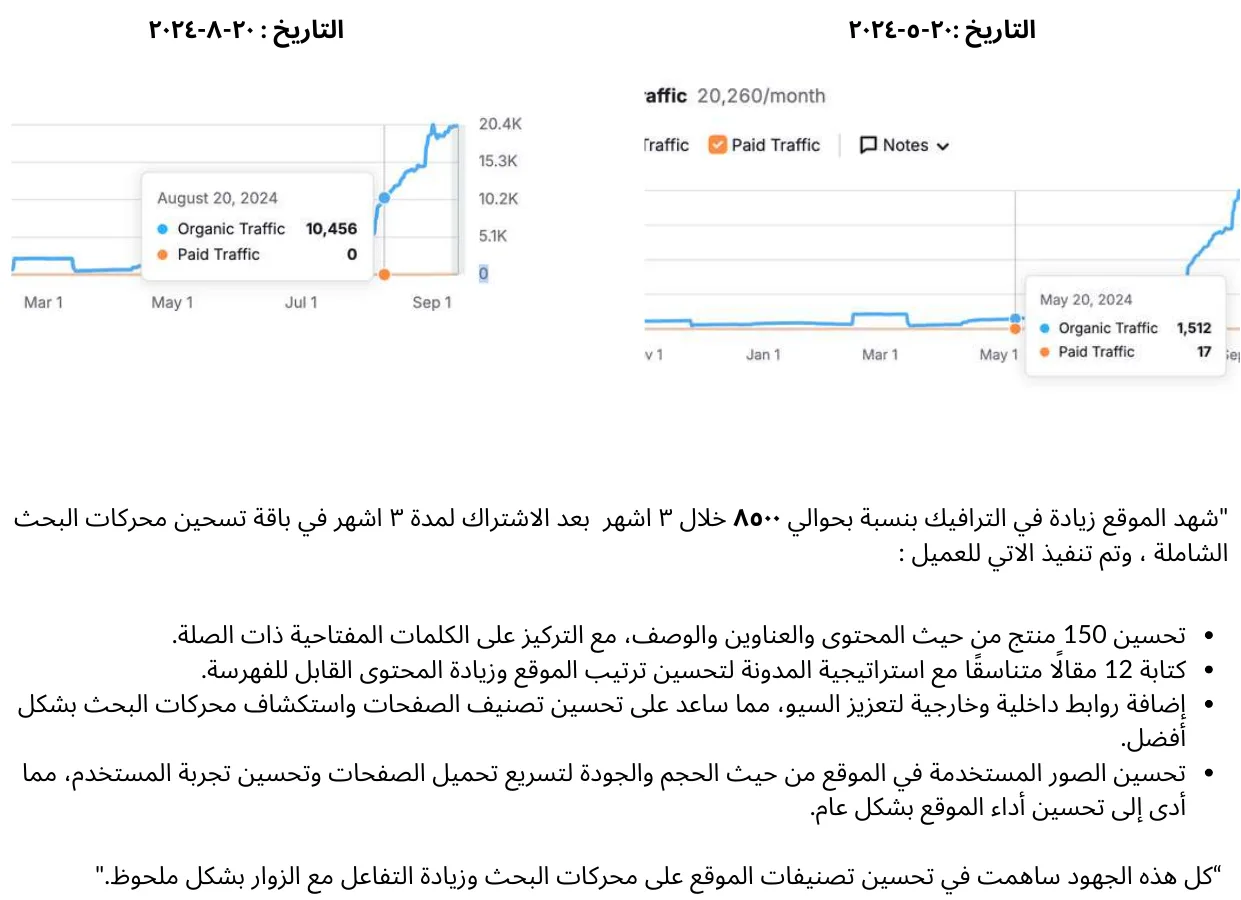 التاريخ :٢٠-٥-٢٠٢٤
التاريخ : ٢٠-٨-٢٠٢٤
raffic 20,260/month
Traffic Paid Traffic Notes
May 20, 2024
Organic Traffic 1,512
Paid Traffic 17
v 1 Jan 1 Mar 1 May 1 Sep
20.4K
15.3K
10.2K
5.1K
0
August 20, 2024
Organic Traffic 10,456
Paid Traffic 0
Mar 1 May 1 Jul 1 Sep 1
"شهد الموقع زيادة في الترافيك بنسبة بحوالي ٨٥٠٠ خلال ٣ اشهر بعد الاشتراك لمدة ٣ اشهر في باقة تسحين محركات البحث
الشاملة ، وتم تنفيذ الاتي للعميل :
• تحسين 150 منتج من حيث المحتوى والعناوين والوصف، مع التركيز على الكلمات المفتاحية ذات الصلة.
• كتابة 12 مقالًا متناسقًا مع استراتيجية المدونة لتحسين ترتيب الموقع وزيادة المحتوى القابل للفهرسة.
• إضافة روابط داخلية وخارجية لتعزيز السيو، مما ساعد على تحسين تصنيف الصفحات واستكشاف محركات البحث بشكل
أفضل.
• تحسين الصور المستخدمة في الموقع من حيث الحجم والجودة لتسريع تحميل الصفحات وتحسين تجربة المستخدم، مما
أدى إلى تحسين أداء الموقع بشكل عام.
“كل هذه الجهود ساهمت في تحسين تصنيفات الموقع على محركات البحث وزيادة التفاعل مع الزوار بشكل ملحوظ."